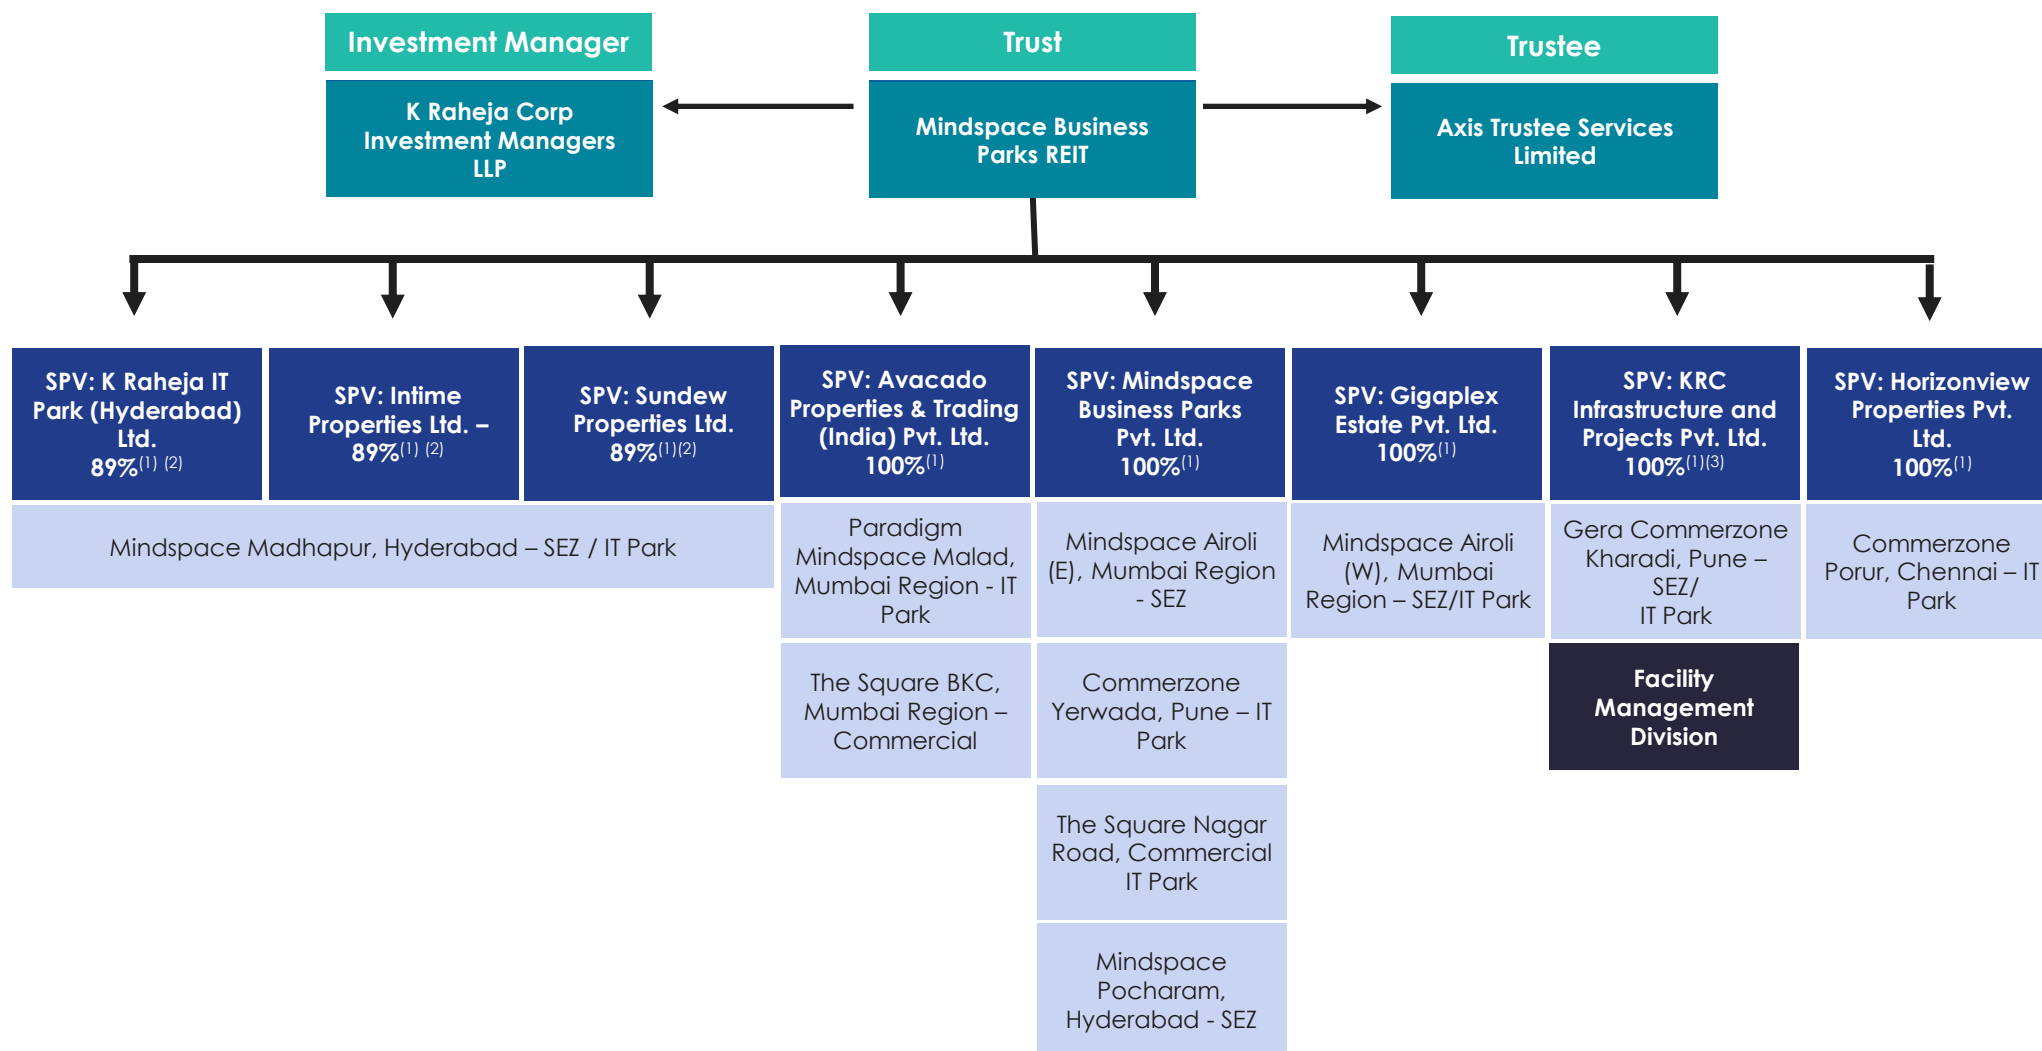 Investment Manager
Trust
Trustee
K Raheja Corp
Investment Managers
LLP
Mindspace Business
Parks REIT
Axis Trustee Services
Limited
SPV: K Raheja IT
Park (Hyderabad)
Ltd.
89%(1) (2)
SPV: Intime
Properties Ltd. –
89%(1) (2)
SPV: Sundew
Properties Ltd.
89%(1)(2)
SPV: Avacado
Properties & Trading
(India) Pvt. Ltd.
100%(1)
SPV: Mindspace
Business Parks
Pvt. Ltd.
100%(1)
SPV: Gigaplex
Estate Pvt. Ltd.
100%(1)
SPV: KRC
Infrastructure and
Projects Pvt. Ltd.
100%(1)(3)
SPV: Horizonview
Properties Pvt.
Ltd.
100%(1)
Mindspace Madhapur, Hyderabad – SEZ / IT Park
Paradigm
Mindspace Malad,
Mumbai Region - IT
Park
Mindspace Airoli
(E), Mumbai Region
- SEZ
Mindspace Airoli
(W), Mumbai
Region – SEZ/IT Park
Gera Commerzone
Kharadi, Pune –
SEZ/
IT Park
Commerzone
Porur, Chennai – IT
Park
The Square BKC,
Mumbai Region –
Commercial
Commerzone
Yerwada, Pune – IT
Park
Facility
Management
Division
The Square Nagar
Road, Commercial
IT Park
Mindspace
Pocharam,
Hyderabad - SEZ